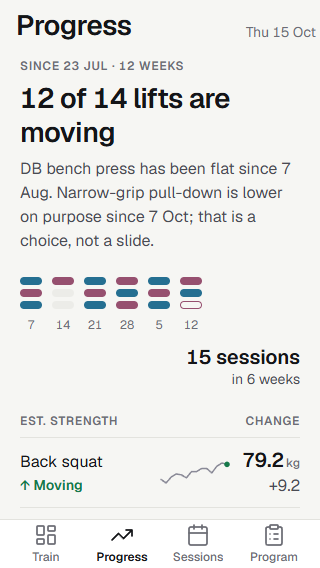 Progress
Thu 15 Oct
SINCE 23 JUL · 12 WEEKS
12 of 14 lifts are
moving
DB bench press has been flat since 7
Aug. Narrow-grip pull-down is lower
on purpose since 7 Oct; that is a
choice, not a slide.
7 14 21 28 5 12
15 sessions
in 6 weeks
EST. STRENGTH CHANGE
Back squat 79.2 kg
↑ Moving +9.2
Train Progress Sessions Program